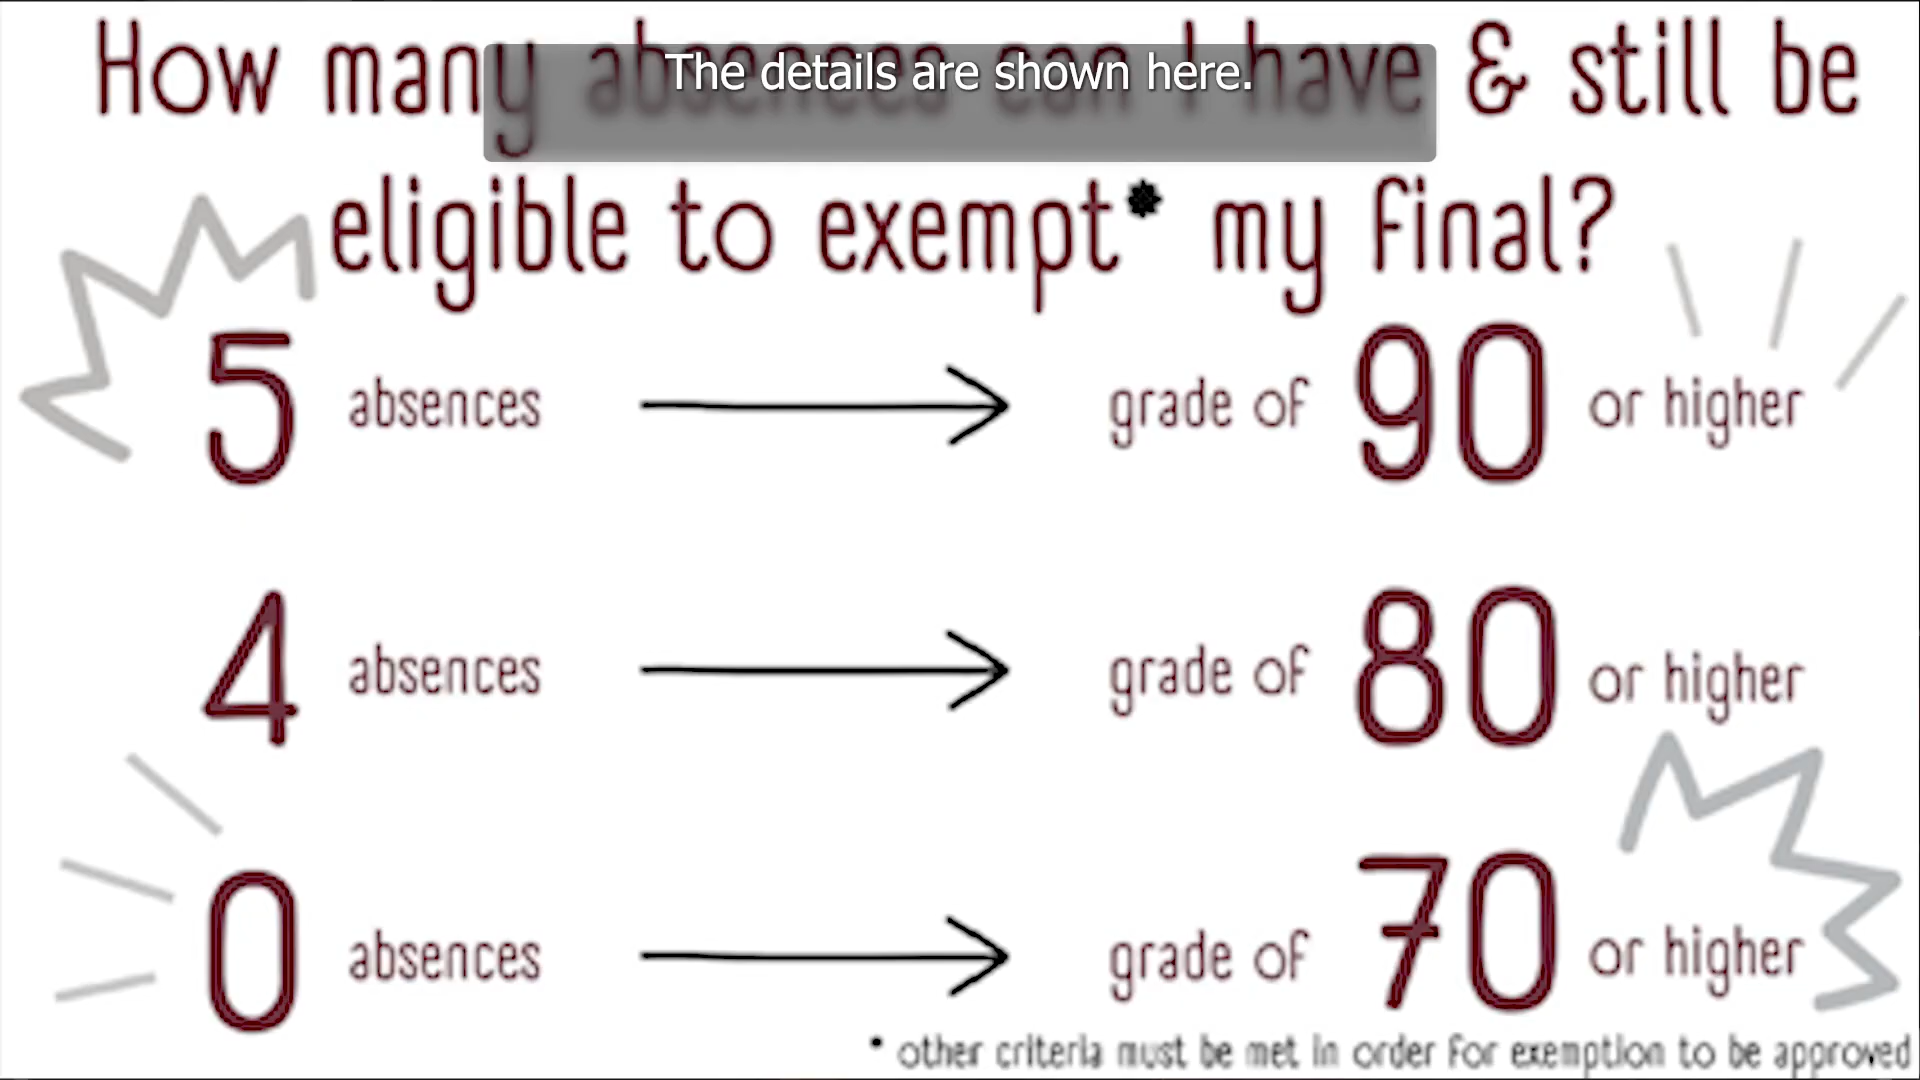 How many absences can I have & still be
The details are shown here.
eligible to exempt* my final?
5 absences grade of 90 or higher
4 absences grade of 80 or higher
0 absences grade of 70 or higher
* other criteria must be met in order for exemption to be approved